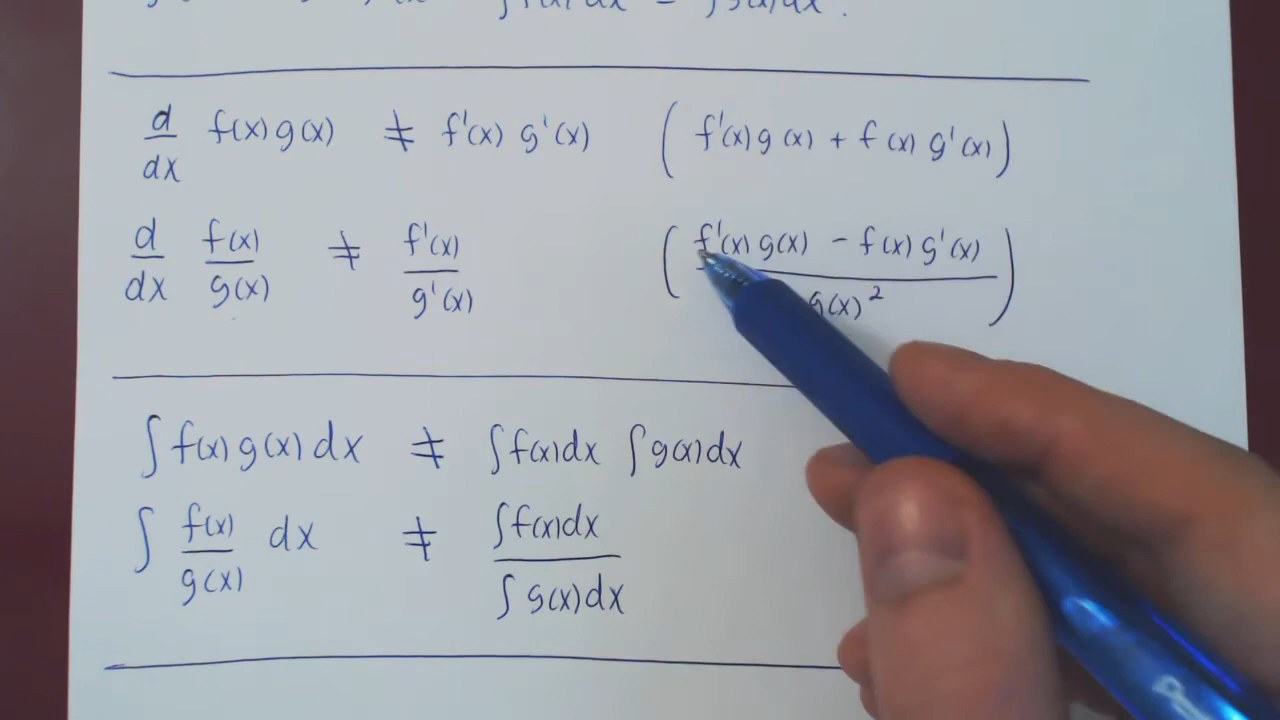 d/dx f(x)g(x) ≠ f'(x) g'(x) ( f'(x)g(x) + f(x)g'(x) )
d/dx f(x)/g(x) ≠ f'(x)/g'(x) ( (f'(x)g(x) - f(x)g'(x))/g(x)² )
∫f(x)g(x)dx ≠ ∫f(x)dx ∫g(x)dx
∫ f(x)/g(x) dx ≠ ∫f(x)dx/∫g(x)dx